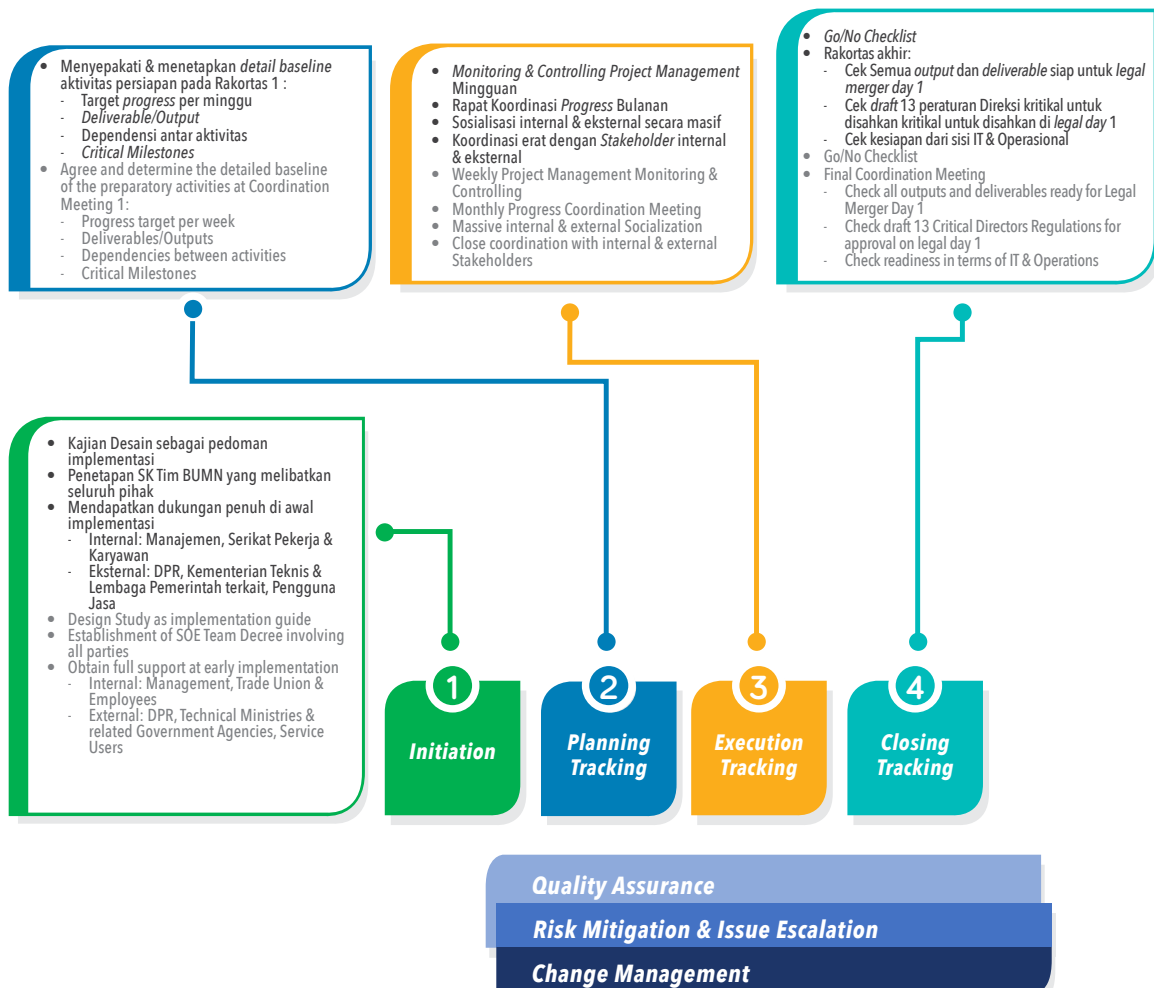 • Menyepakati & menetapkan detail baseline
aktivitas persiapan pada Rakortas 1 :
- Target progress per minggu
- Deliverable/Output
- Dependensi antar aktivitas
- Critical Milestones
• Agree and determine the detailed baseline
of the preparatory activities at Coordination
Meeting 1:
- Progress target per week
- Deliverables/Outputs
- Dependencies between activities
- Critical Milestones
• Monitoring & Controlling Project Management
Mingguan
• Rapat Koordinasi Progress Bulanan
• Sosialisasi internal & eksternal secara masif
• Koordinasi erat dengan Stakeholder internal
& eksternal
• Weekly Project Management Monitoring &
Controlling
• Monthly Progress Coordination Meeting
• Massive internal & external Socialization
• Close coordination with internal & external
Stakeholders
• Go/No Checklist
• Rakortas akhir:
- Cek Semua output dan deliverable siap untuk legal
merger day 1
- Cek draft 13 peraturan Direksi kritikal untuk
disahkan kritikal untuk disahkan di legal day 1
- Cek kesiapan dari sisi IT & Operasional
• Go/No Checklist
• Final Coordination Meeting
- Check all outputs and deliverables ready for Legal
Merger Day 1
- Check draft 13 Critical Directors Regulations for
approval on legal day 1
- Check readiness in terms of IT & Operations
• Kajian Desain sebagai pedoman
implementasi
• Penetapan SK Tim BUMN yang melibatkan
seluruh pihak
• Mendapatkan dukungan penuh di awal
implementasi
- Internal: Manajemen, Serikat Pekerja &
Karyawan
- Eksternal: DPR, Kementerian Teknis &
Lembaga Pemerintah terkait, Pengguna
Jasa
• Design Study as implementation guide
• Establishment of SOE Team Decree involving
all parties
• Obtain full support at early implementation
- Internal: Management, Trade Union &
Employees
- External: DPR, Technical Ministries &
related Government Agencies, Service
Users
1
Initiation
2
Planning
Tracking
3
Execution
Tracking
4
Closing
Tracking
Quality Assurance
Risk Mitigation & Issue Escalation
Change Management